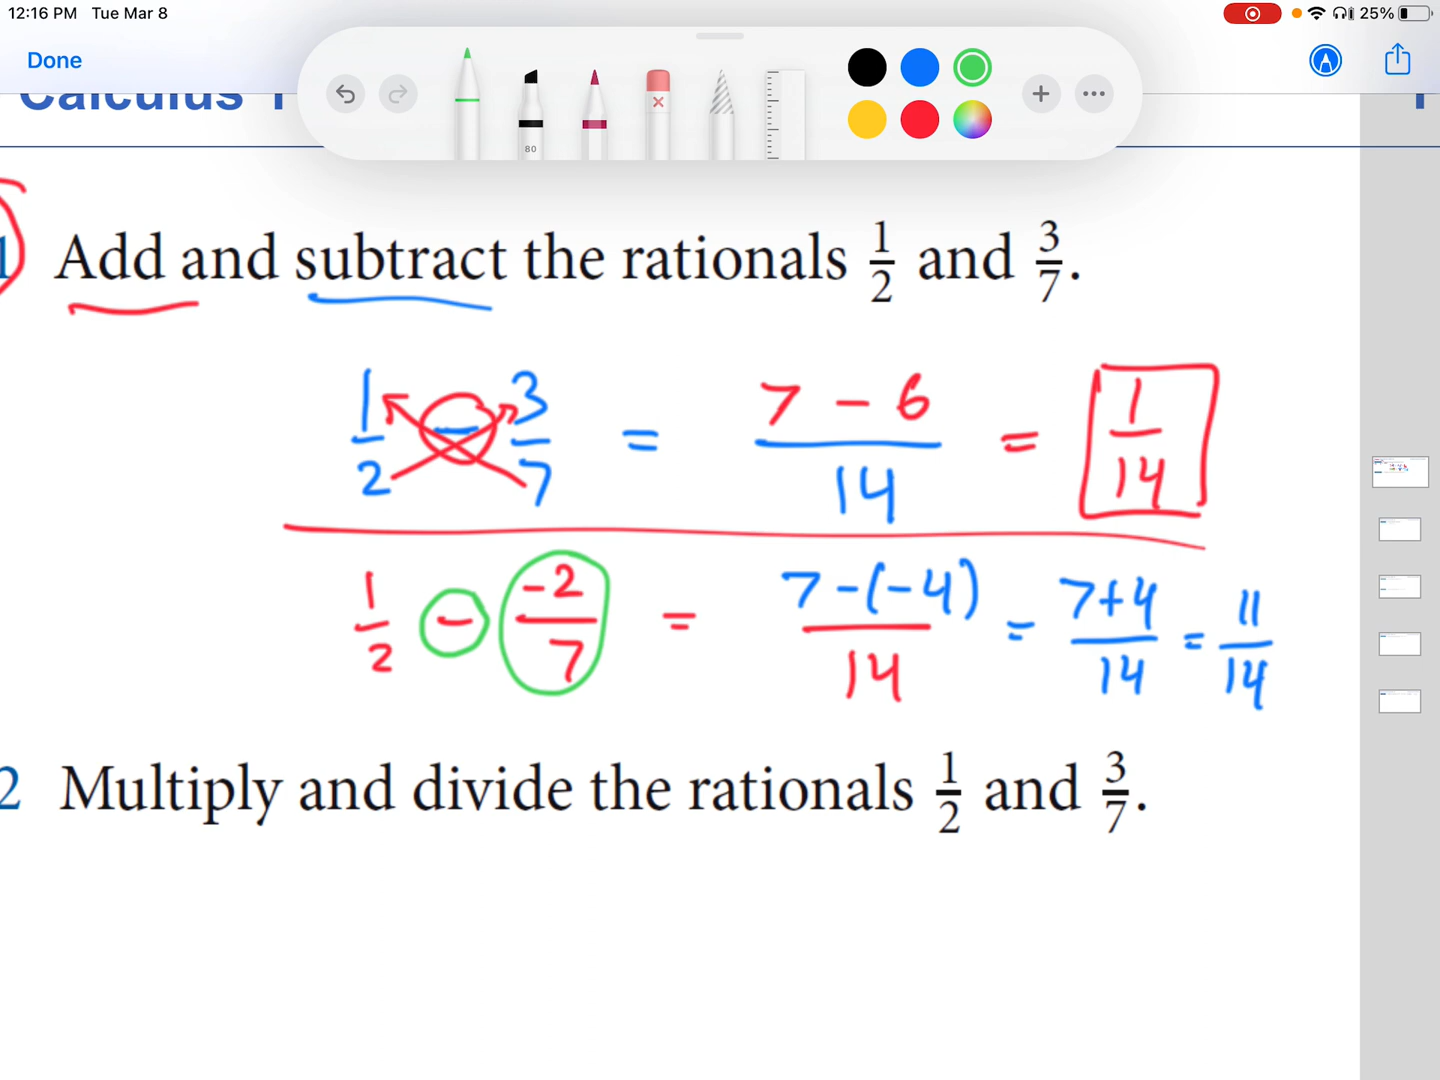 12:16 PM Tue Mar 8 25%
Done
80
Calculus 1
1 Add and subtract the rationals 1/2 and 3/7.
1/2 - 3/7 = 7 - 6/14 = 1/14
1/2 - -2/7 = 7-(-4)/14 = 7+4/14 = 11/14
2 Multiply and divide the rationals 1/2 and 3/7.